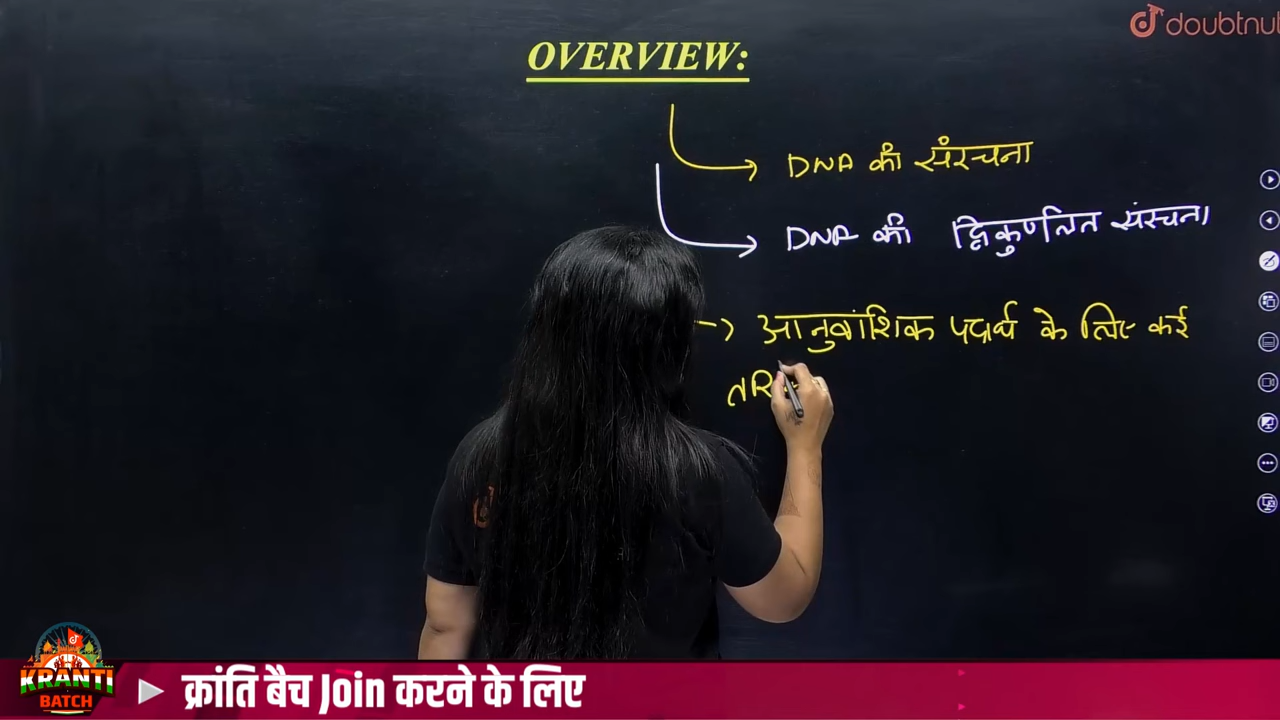 doubtnut
OVERVIEW:
DNA की संरचना
DNA की द्विकुण्डलित संरचना
आनुवांशिक पदार्थ के लिए कई
KRANTI
BATCH
क्रांति बैच Join करने के लिए